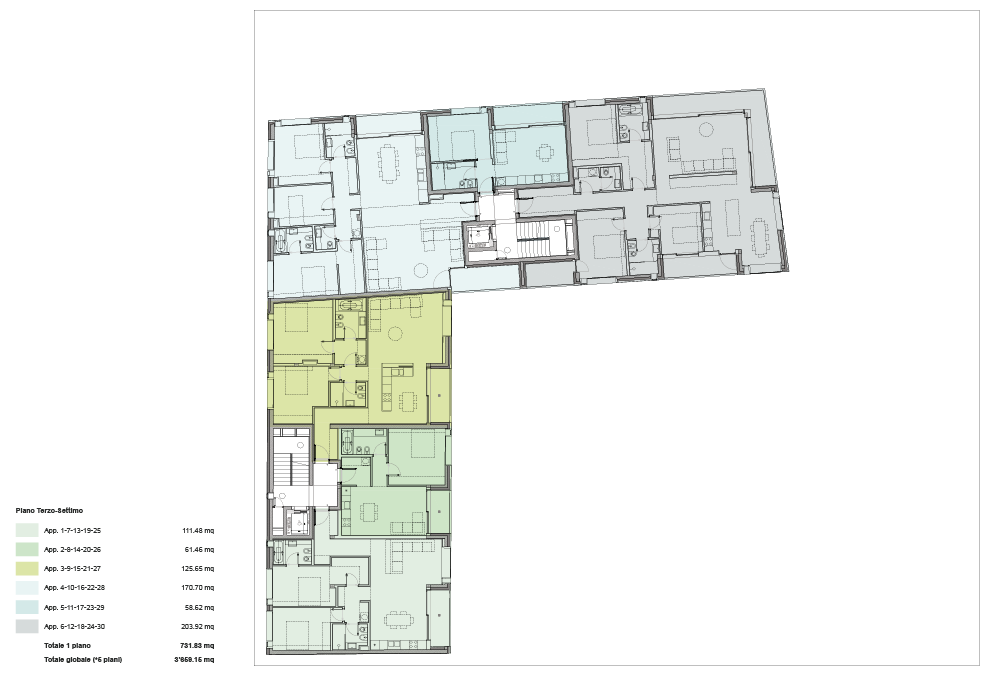 Piano Terzo-Settimo
App. 1-7-13-19-25 111.48 mq
App. 2-8-14-20-26 61.46 mq
App. 3-9-15-21-27 125.65 mq
App. 4-10-16-22-28 170.70 mq
App. 5-11-17-23-29 58.62 mq
App. 6-12-18-24-30 203.92 mq
Totale 1 piano 731.83 mq
Totale globale (*5 piani) 3'659.15 mq